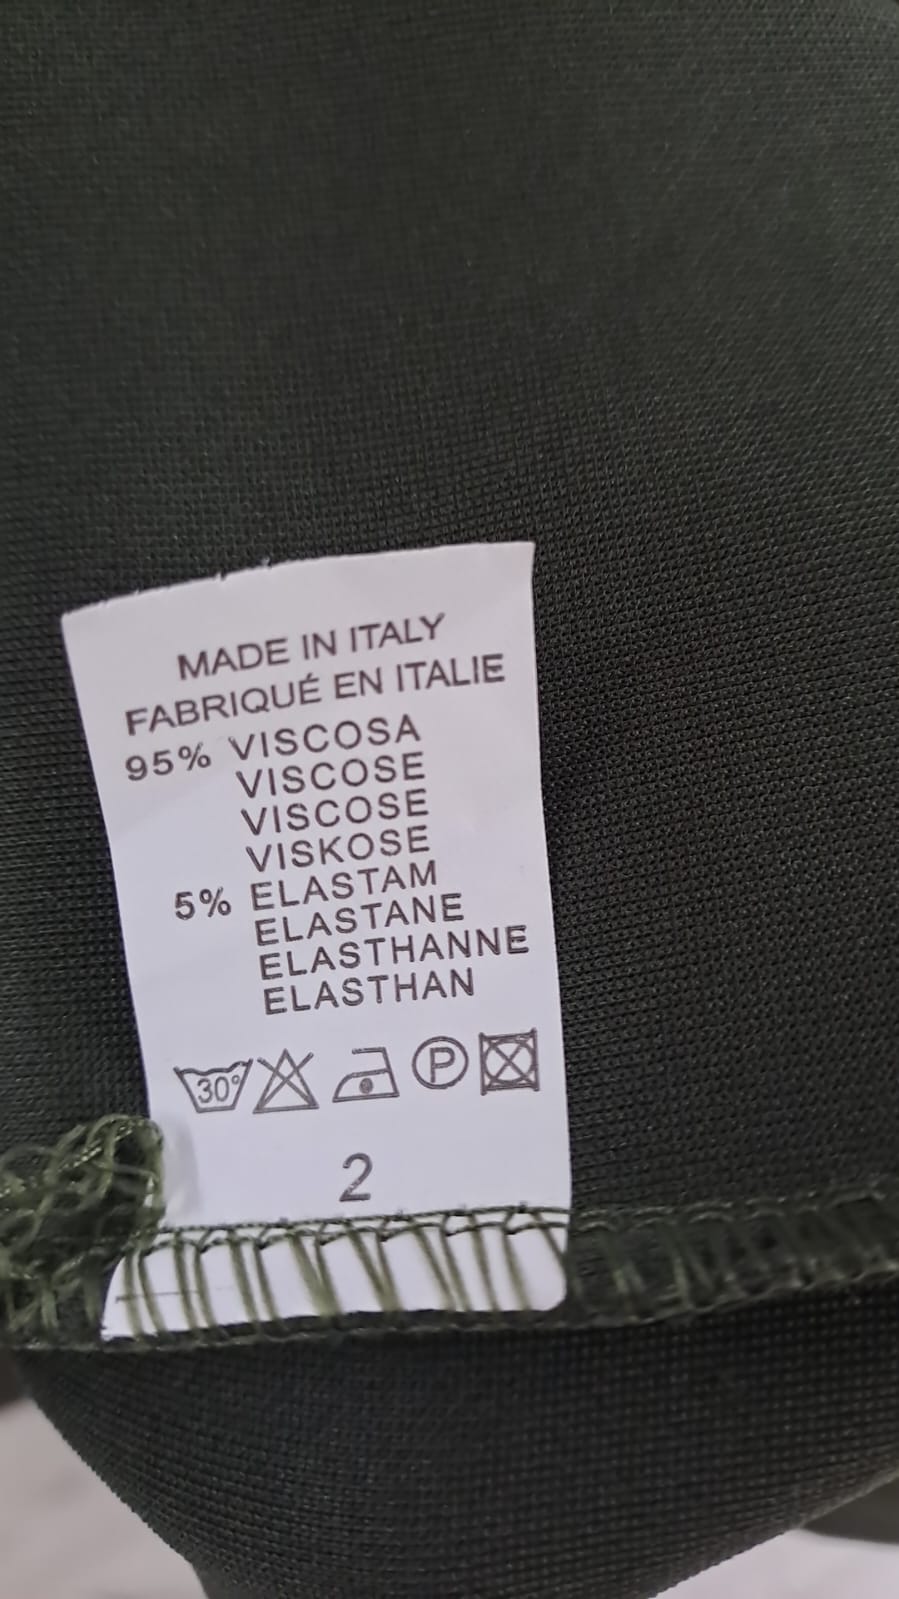 MADE IN ITALY
FABRIQUÉ EN ITALIE
95% VISCOSA
VISCOSE
VISCOSE
VISKOSE
5% ELASTAM
ELASTANE
ELASTHANNE
ELASTHAN
30° P
2